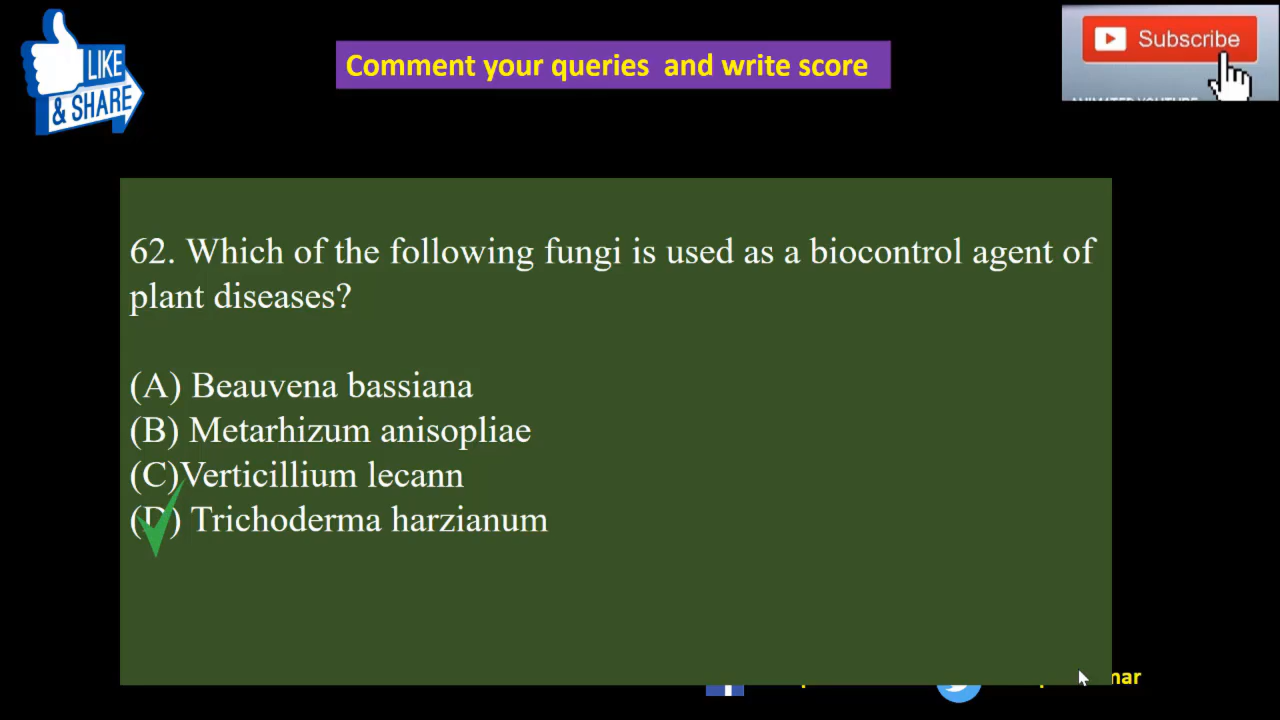 LIKE
& SHARE
Comment your queries and write score
Subscribe
62. Which of the following fungi is used as a biocontrol agent of
plant diseases?
(A) Beauvena bassiana
(B) Metarhizum anisopliae
(C)Verticillium lecann
(D) Trichoderma harzianum